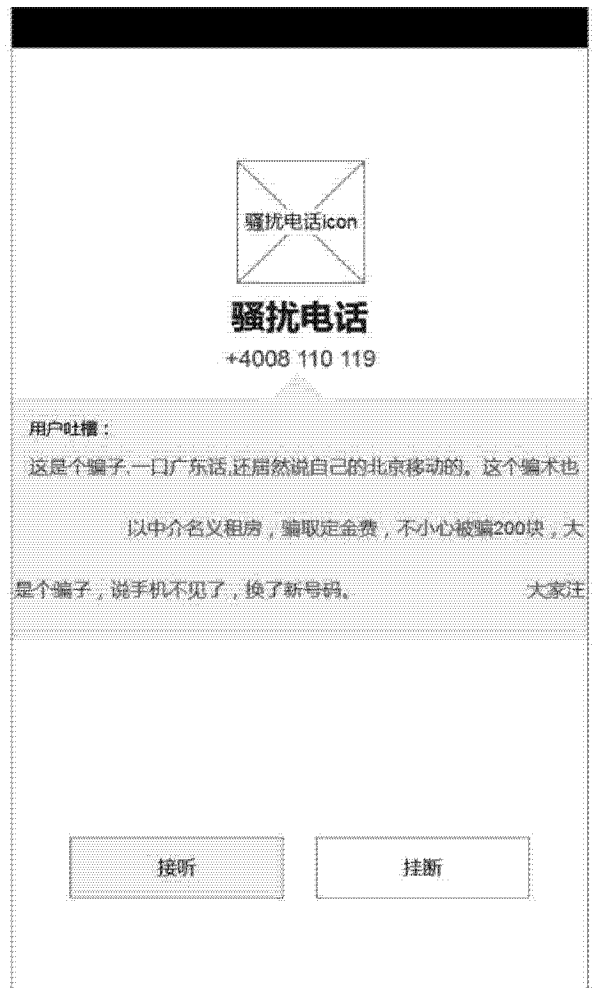 骚扰电话icon
骚扰电话
+4008 110 119
用户吐槽：
这是个骗子,一口广东话,还居然说自己的北京移动的。这个骗术也
以中介名义租房，骗取定金费，不小心被骗200块，大
是个骗子，说手机不见了，换了新号码。 大家注
接听 挂断